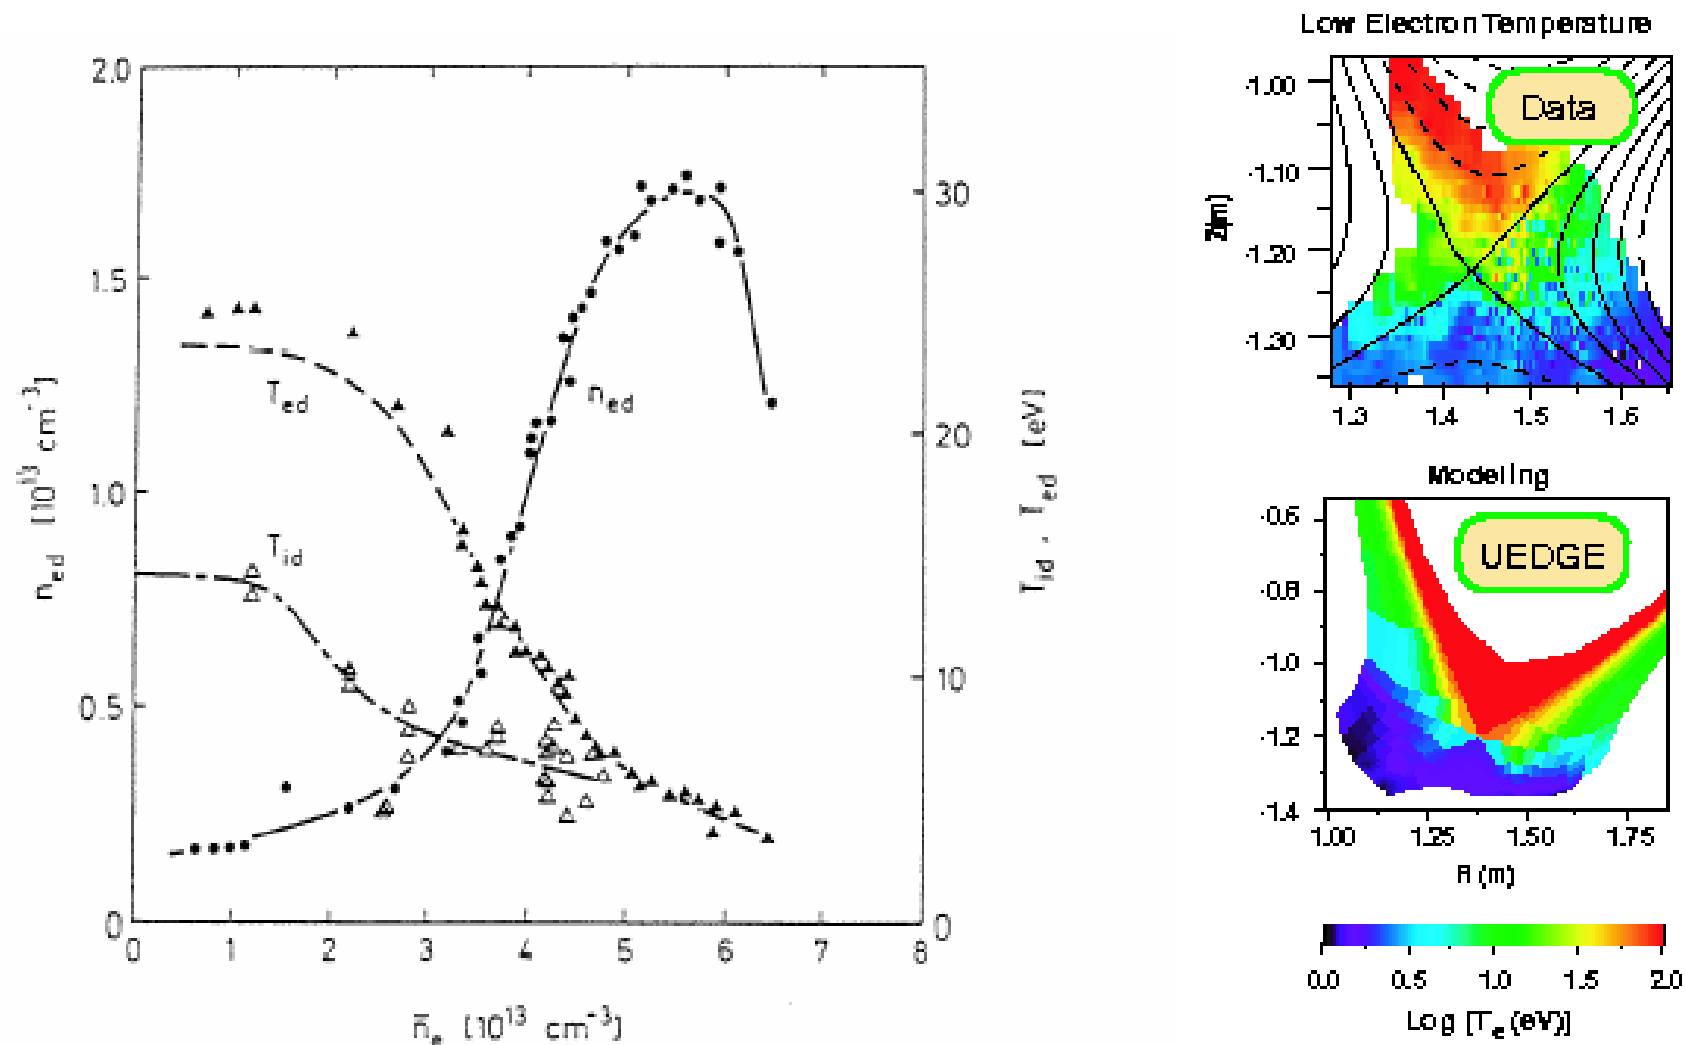 2.0
1.5
1.0
0.5
0
n_ed [10^13 cm^-3]
T_ed
T_id
n_ed
30
20
10
0
T_id , T_ed [eV]
0 1 2 3 4 5 6 7 8
n̄_e [10^13 cm^-3]
Low Electron Temperature
Data
-1.00
-1.10
-1.20
-1.30
Z(m)
1.3 1.4 1.5 1.6
Modeling
UEDGE
-0.6
-0.8
-1.0
-1.2
-1.4
1.00 1.25 1.50 1.75
R (m)
0.0 0.5 1.0 1.5 2.0
Log [T_e (eV)]